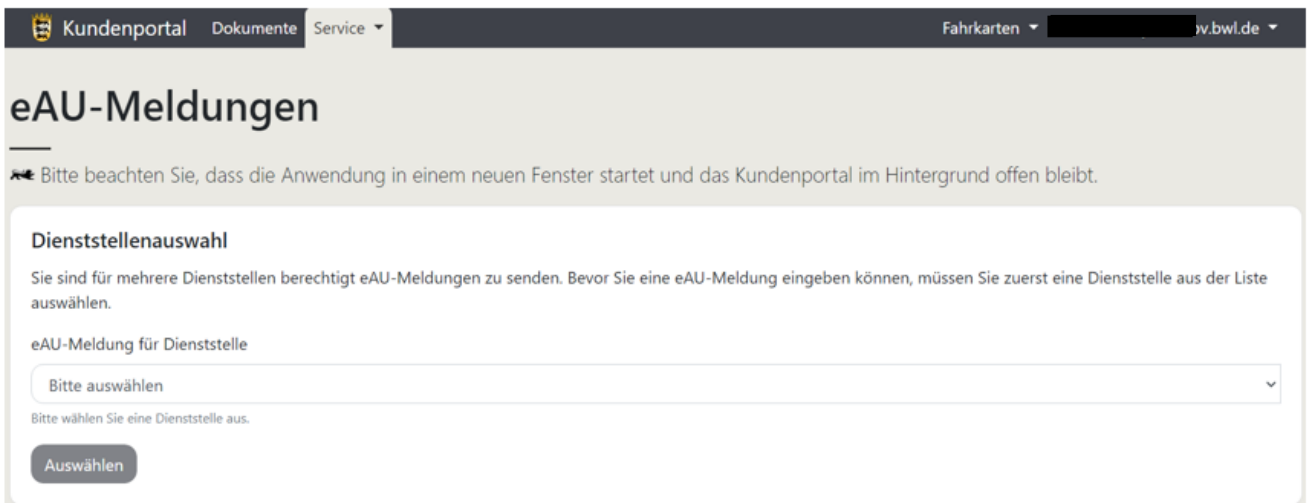 Kundenportal Dokumente Service Fahrkarten ov.bwl.de
eAU-Meldungen
Bitte beachten Sie, dass die Anwendung in einem neuen Fenster startet und das Kundenportal im Hintergrund offen bleibt.
Dienststellenauswahl
Sie sind für mehrere Dienststellen berechtigt eAU-Meldungen zu senden. Bevor Sie eine eAU-Meldung eingeben können, müssen Sie zuerst eine Dienststelle aus der Liste
auswählen.
eAU-Meldung für Dienststelle
Bitte auswählen
Bitte wählen Sie eine Dienststelle aus.
Auswählen